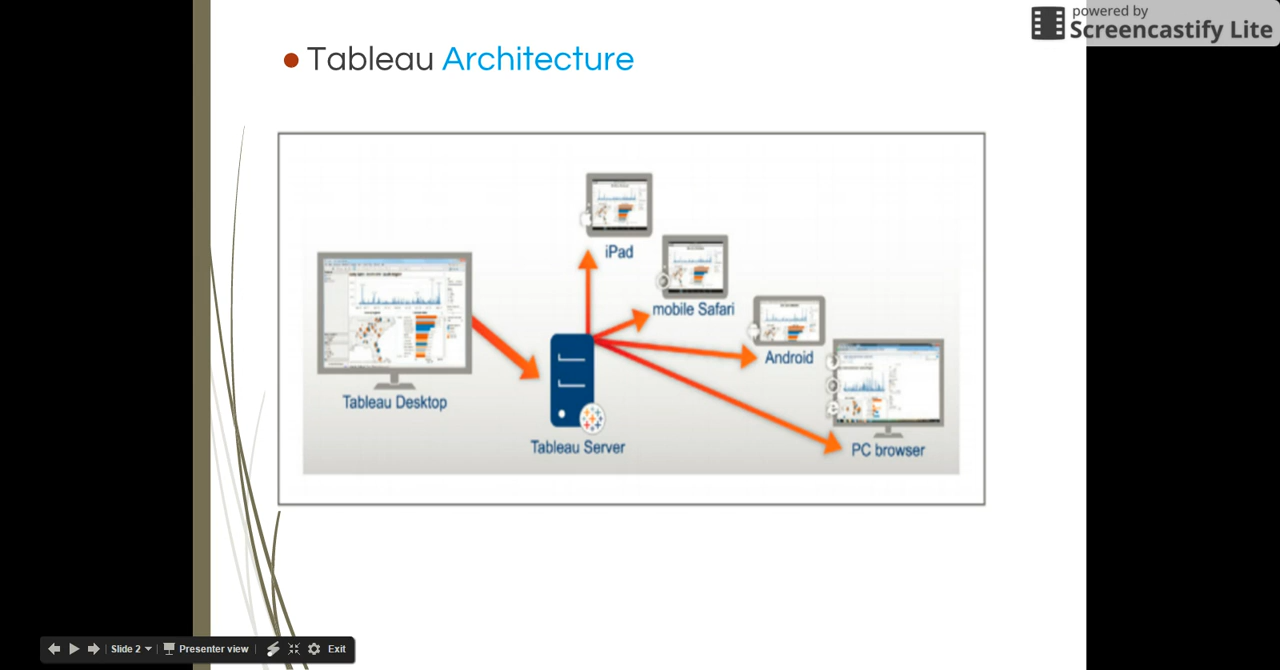 powered by
Screencastify Lite
Tableau Architecture
iPad
mobile Safari
Android
Tableau Desktop
Tableau Server
PC browser
Slide 2
Presenter view
Exit